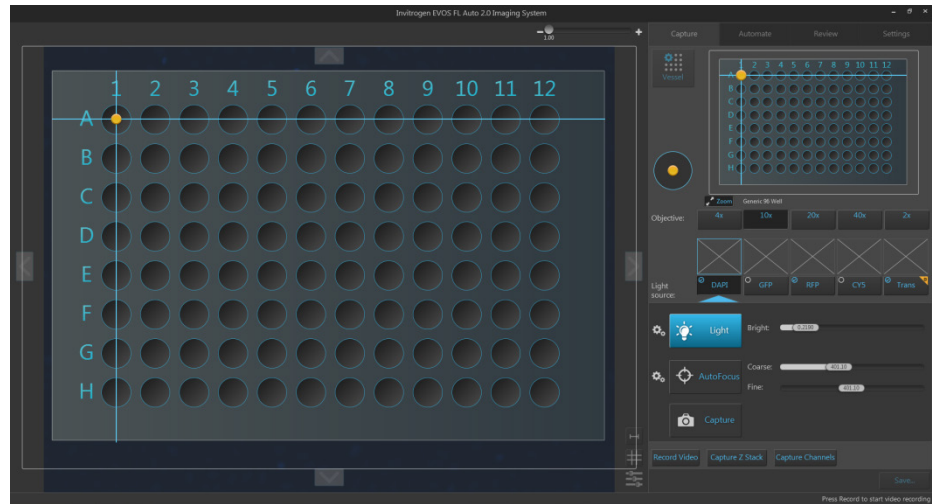 Invitrogen EVOS FL Auto 2.0 Imaging System
1.00
Capture Automate Review Settings
Vessel
1 2 3 4 5 6 7 8 9 10 11 12
A
B
C
D
E
F
G
H
1 2 3 4 5 6 7 8 9 10 11 12
A
B
C
D
E
F
G
H
Zoom Generic 96 Well
Objective: 4x 10x 20x 40x 2x
Light source: DAPI GFP RFP CY5 Trans
Light Bright: 0.2100
AutoFocus Coarse: 401.10
Fine: 401.10
Capture
Record Video Capture Z Stack Capture Channels
Save..
Press Record to start video recording